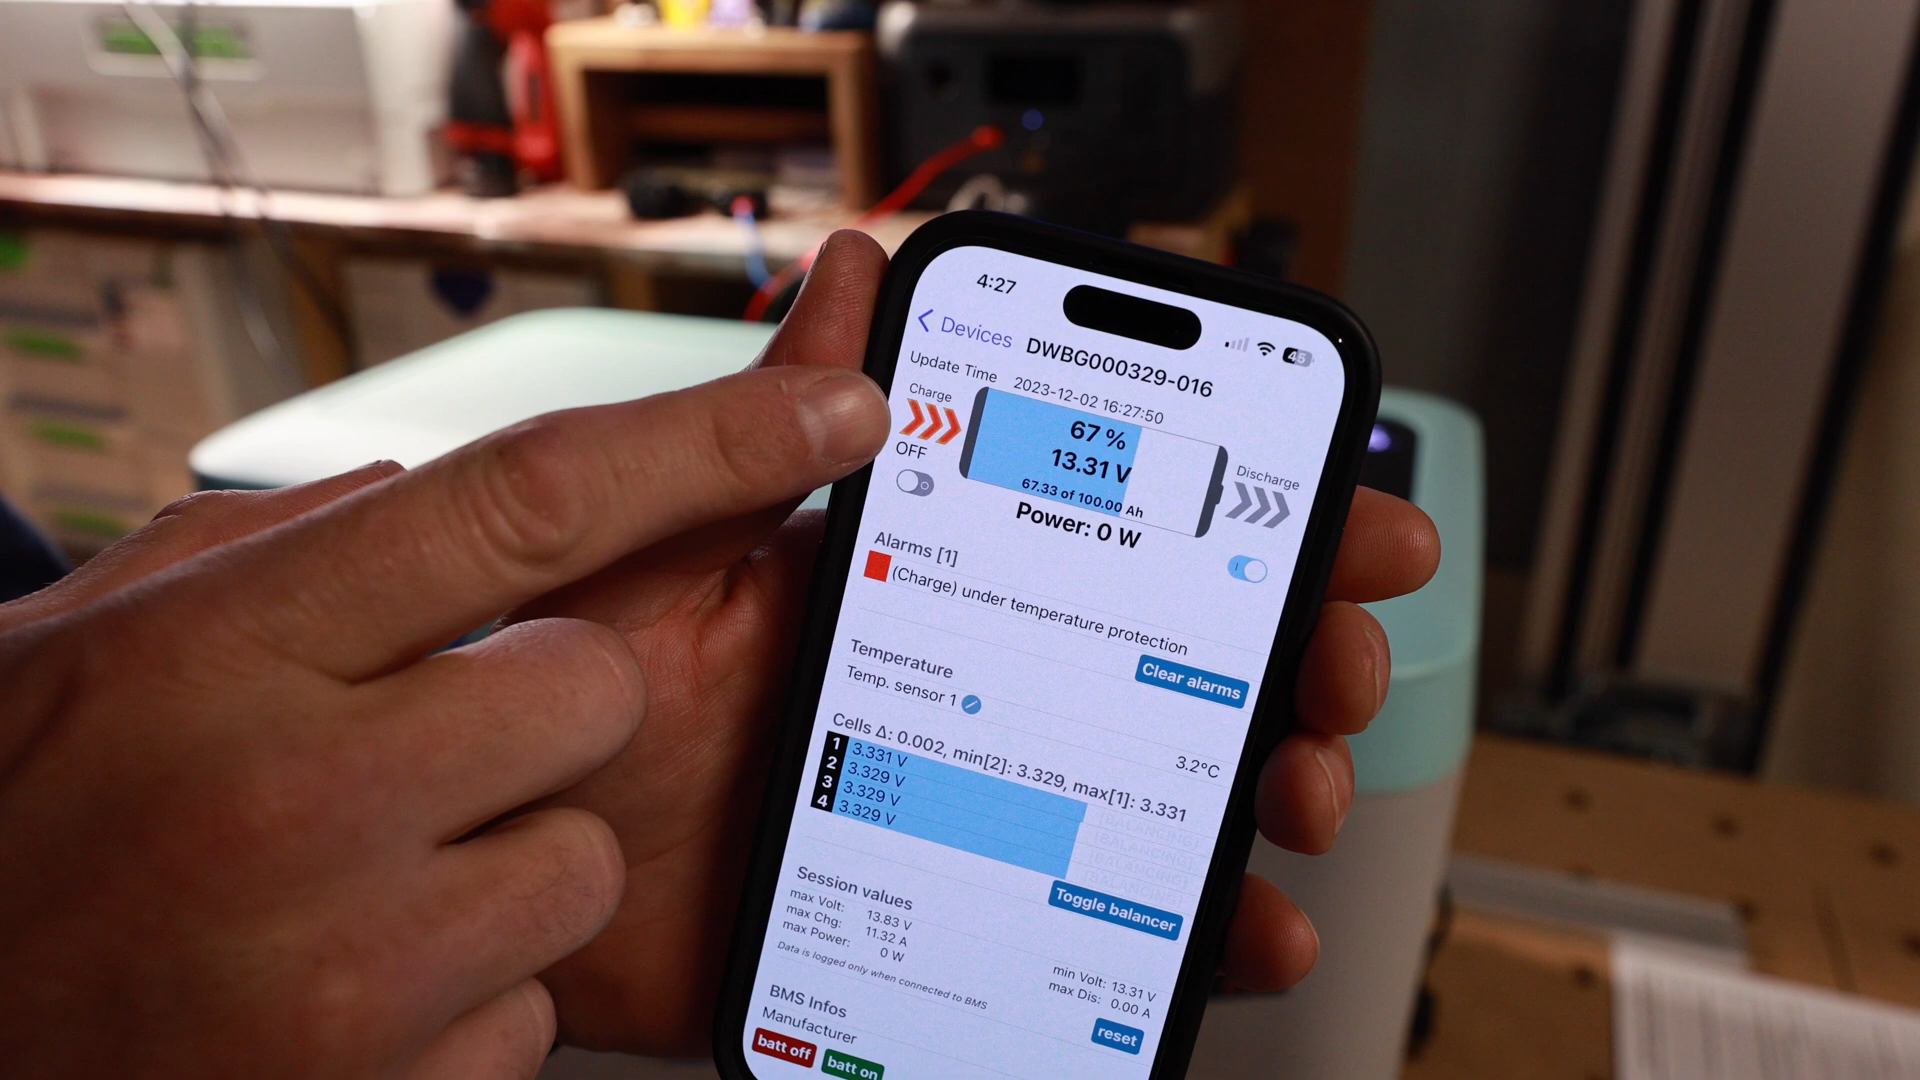 4:27
45
Devices
DWBG000329-016
Update Time 2023-12-02 16:27:50
Charge
OFF
67 %
13.31 V
67.33 of 100.00 Ah
Power: 0 W
Discharge
Alarms [1]
(Charge) under temperature protection
Clear alarms
Temperature
Temp. sensor 1
3.2°C
Cells Δ: 0.002, min[2]: 3.329, max[1]: 3.331
1 3.331 V [BALANCING]
2 3.329 V [BALANCING]
3 3.329 V [BALANCING]
4 3.329 V [BALANCING]
Toggle balancer
Session values
max Volt: 13.83 V
max Chg: 11.32 A
max Power: 0 W
min Volt: 13.31 V
max Dis: 0.00 A
Data is logged only when connected to BMS
reset
BMS Infos
Manufacturer
batt off
batt on